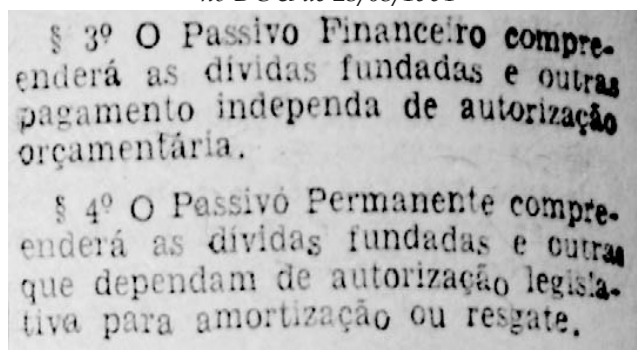 § 3º O Passivo Financeiro compre-
enderá as dívidas fundadas e outras
pagamento independa de autorização
orçamentária.
§ 4º O Passivo Permanente compre-
enderá as dívidas fundadas e outras
que dependam de autorização legisla-
tiva para amortização ou resgate.